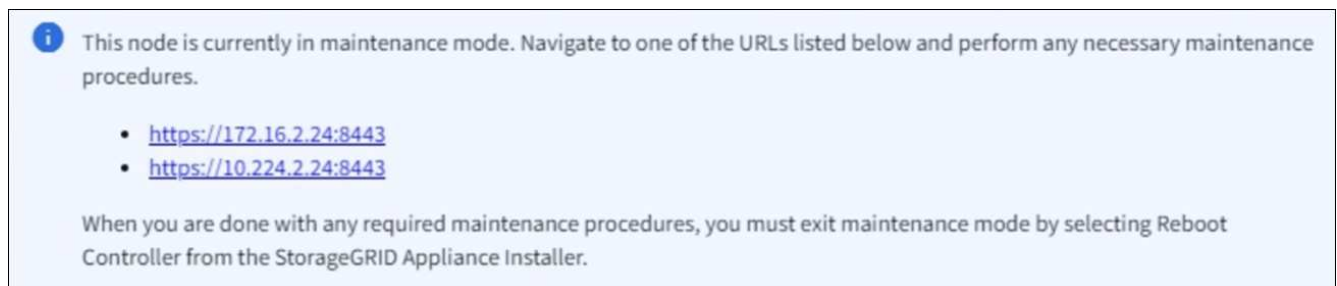 This node is currently in maintenance mode. Navigate to one of the URLs listed below and perform any necessary maintenance
procedures.
• https://172.16.2.24:8443
• https://10.224.2.24:8443
When you are done with any required maintenance procedures, you must exit maintenance mode by selecting Reboot
Controller from the StorageGRID Appliance Installer.